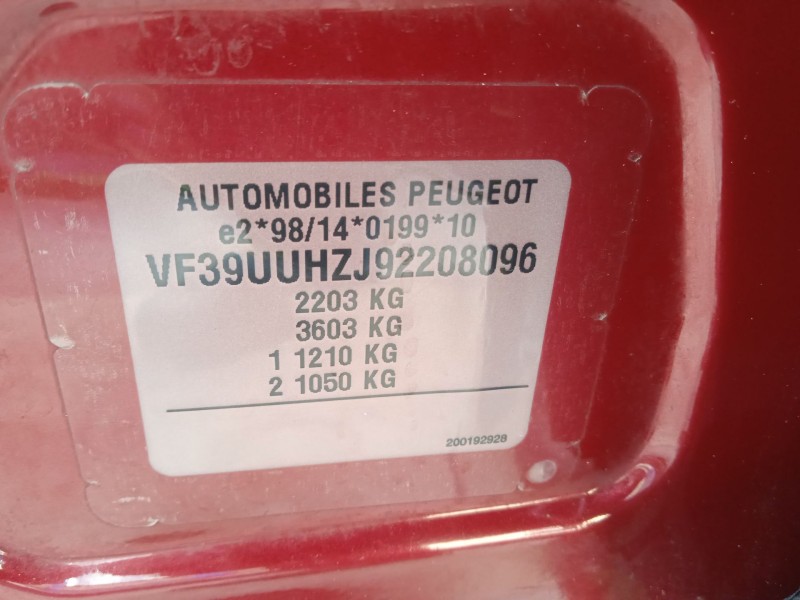 AUTOMOBILES PEUGEOT
e2*98/14*0199*10
VF39UUHZJ92208096
2203 KG
3603 KG
1 1210 KG
2 1050 KG
200192928